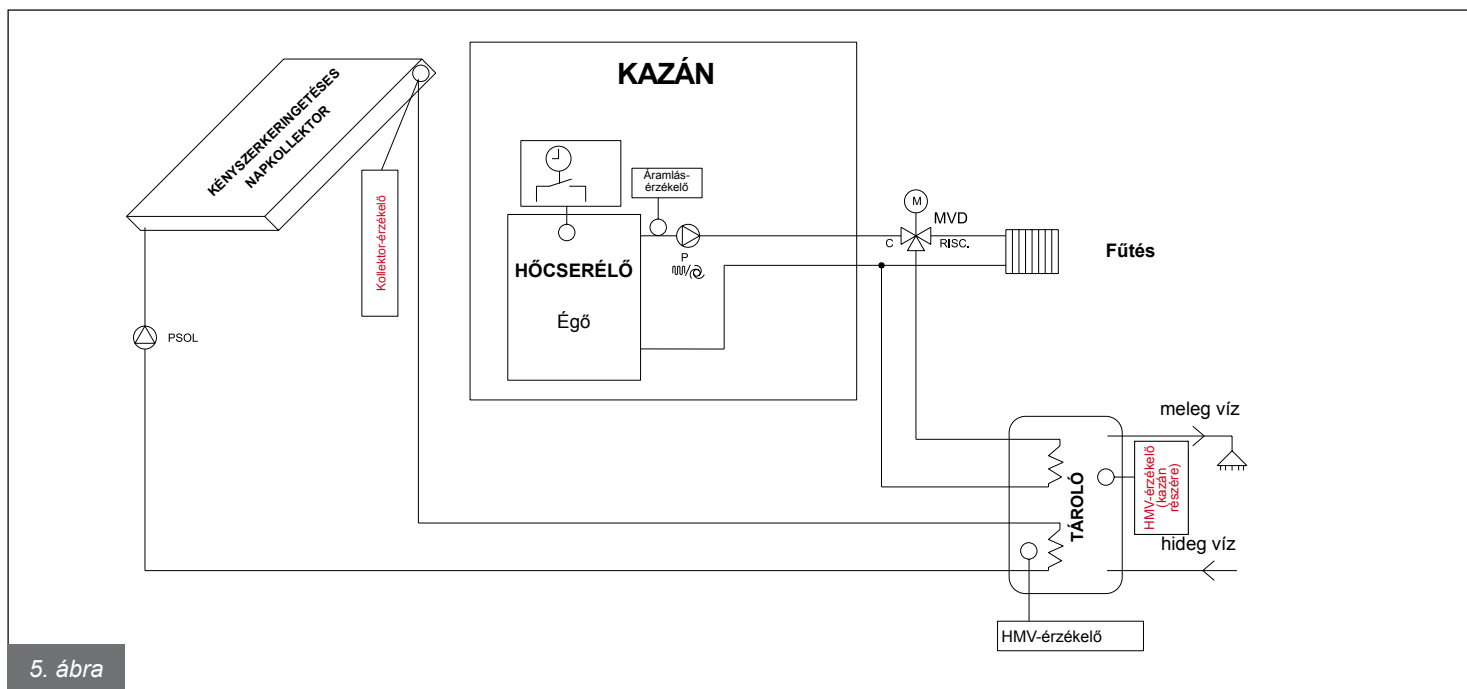 KÉNYSZERKERINGETÉSES
NAPKOLLEKTOR
Kollektor-érzékelő
PSOL
KAZÁN
Áramlás-
érzékelő
P
HŐCSERÉLŐ
Égő
M
MVD
C
RISC.
Fűtés
meleg víz
HMV-érzékelő
(kazán
részére)
TÁROLÓ
hideg víz
HMV-érzékelő
5. ábra